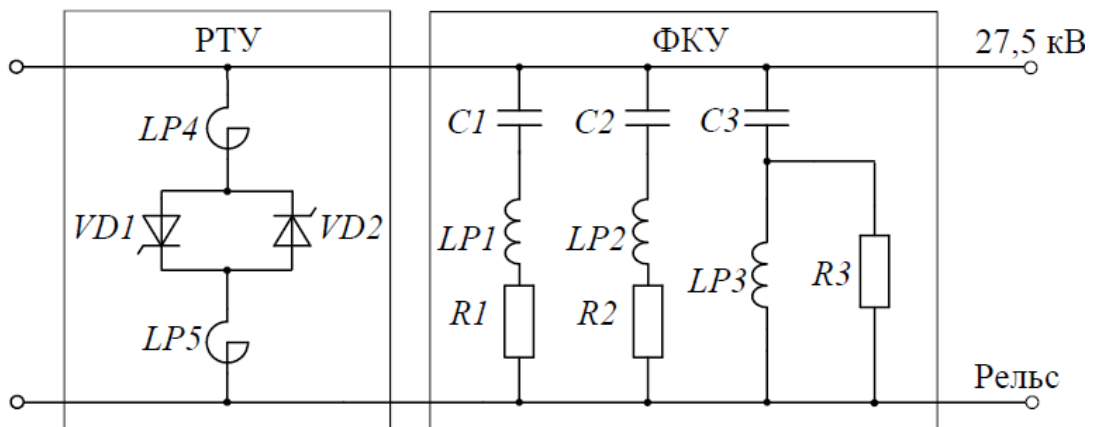 РТУ
ФКУ
27,5 кВ
LP4
C1
C2
C3
VD1
VD2
LP1
LP2
LP3
R3
R1
R2
LP5
Рельс